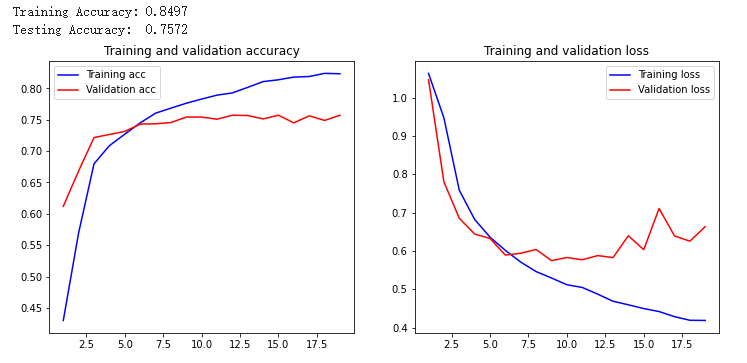 Training Accuracy: 0.8497
Testing Accuracy:  0.7572
Training and validation accuracy
Training acc
Validation acc
0.80
0.75
0.70
0.65
0.60
0.55
0.50
0.45
2.5 5.0 7.5 10.0 12.5 15.0 17.5
Training and validation loss
Training loss
Validation loss
1.0
0.9
0.8
0.7
0.6
0.5
0.4
2.5 5.0 7.5 10.0 12.5 15.0 17.5